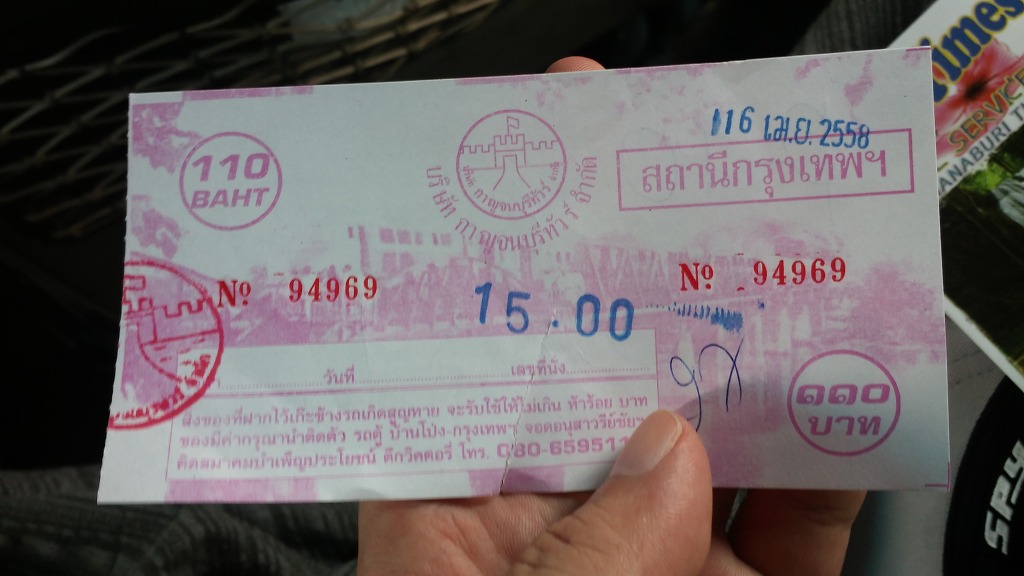 110
BAHT
บริษัท กาญจนบุรีทัวร์ จำกัด
116 เม.ย. 2558
สถานีกรุงเทพฯ
Nº 94969
Nº 94969
15.00
วันที่ เลขที่นั่ง
สิ่งของที่ฝากไว้เก๊ะข้างรถเกิดสูญหาย จะรับใช้ให้ไม่เกิน ห้าร้อย บาท
ของมีค่ากรุณานำติดตัว รถตู้ บ้านโป่ง-กรุงเทพฯ จอดอนุสาวรีย์ชัยฯ
ติดสมาคมบำเพ็ญประโยชน์ ตึกวิคตอรี่ โทร. 080-659511
๑๑๐
บาท
Times
SERVICE
ANABURI T
SPY